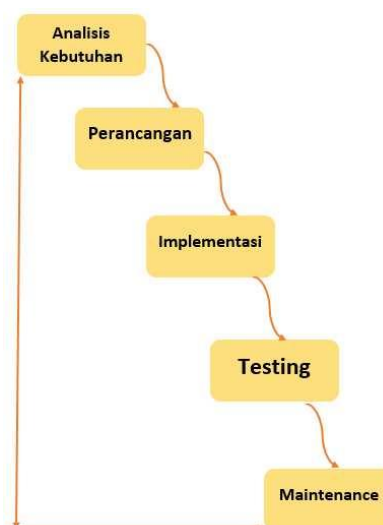 Analisis
Kebutuhan
Perancangan
Implementasi
Testing
Maintenance